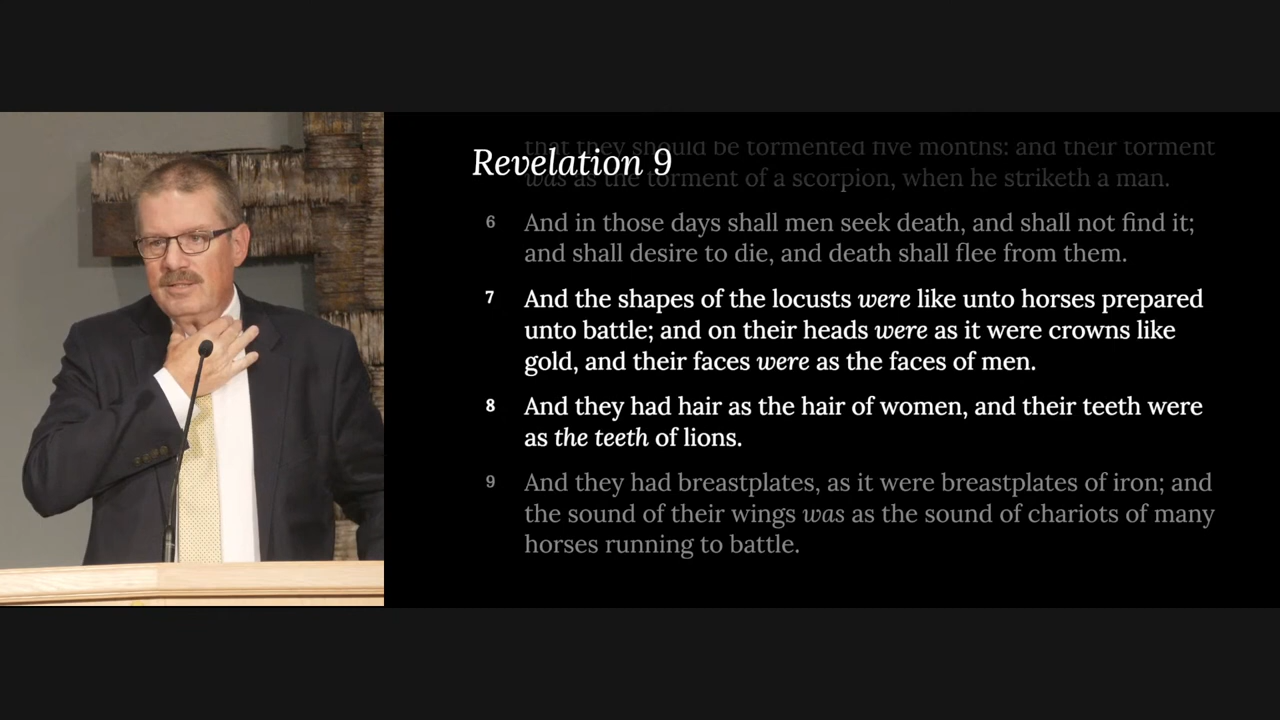 that they should be tormented five months: and their torment
Revelation 9
was as the torment of a scorpion, when he striketh a man.
6 And in those days shall men seek death, and shall not find it;
and shall desire to die, and death shall flee from them.
7 And the shapes of the locusts were like unto horses prepared
unto battle; and on their heads were as it were crowns like
gold, and their faces were as the faces of men.
8 And they had hair as the hair of women, and their teeth were
as the teeth of lions.
9 And they had breastplates, as it were breastplates of iron; and
the sound of their wings was as the sound of chariots of many
horses running to battle.